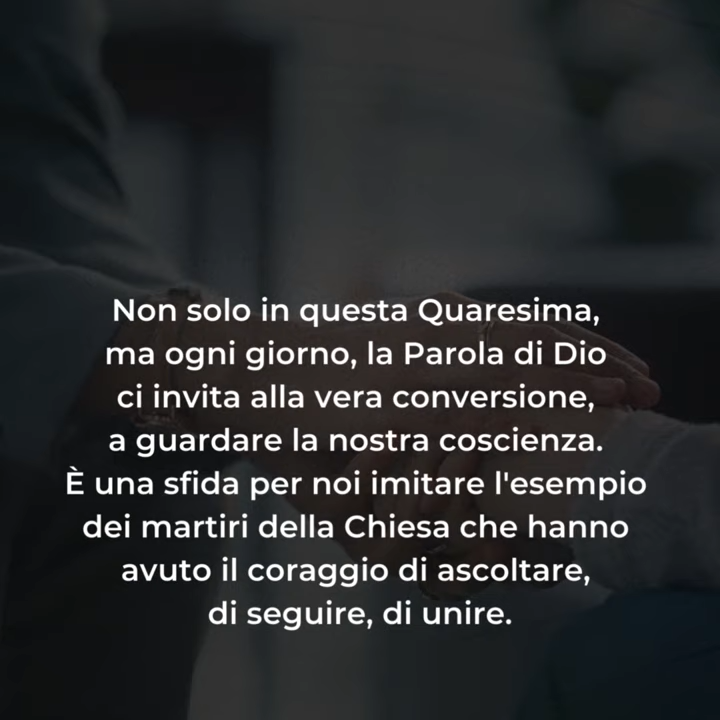 Non solo in questa Quaresima,
ma ogni giorno, la Parola di Dio
ci invita alla vera conversione,
a guardare la nostra coscienza.
È una sfida per noi imitare l'esempio
dei martiri della Chiesa che hanno
avuto il coraggio di ascoltare,
di seguire, di unire.